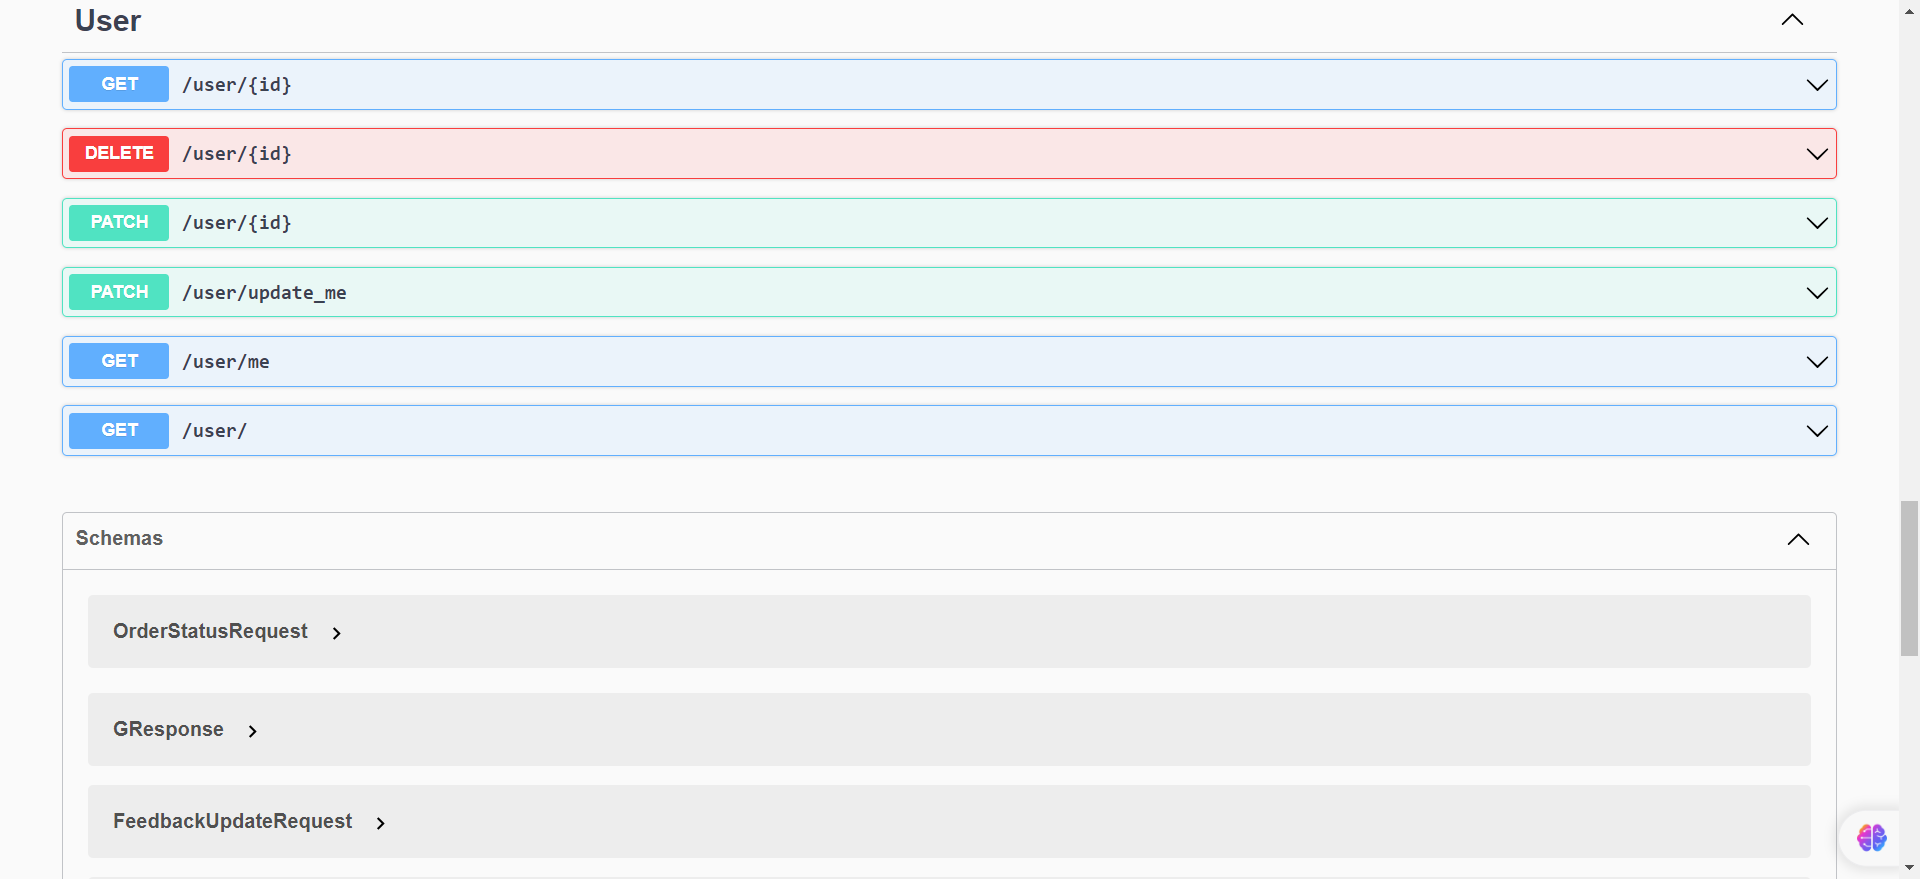 User
GET /user/{id}
DELETE /user/{id}
PATCH /user/{id}
PATCH /user/update_me
GET /user/me
GET /user/
Schemas
OrderStatusRequest
GResponse
FeedbackUpdateRequest